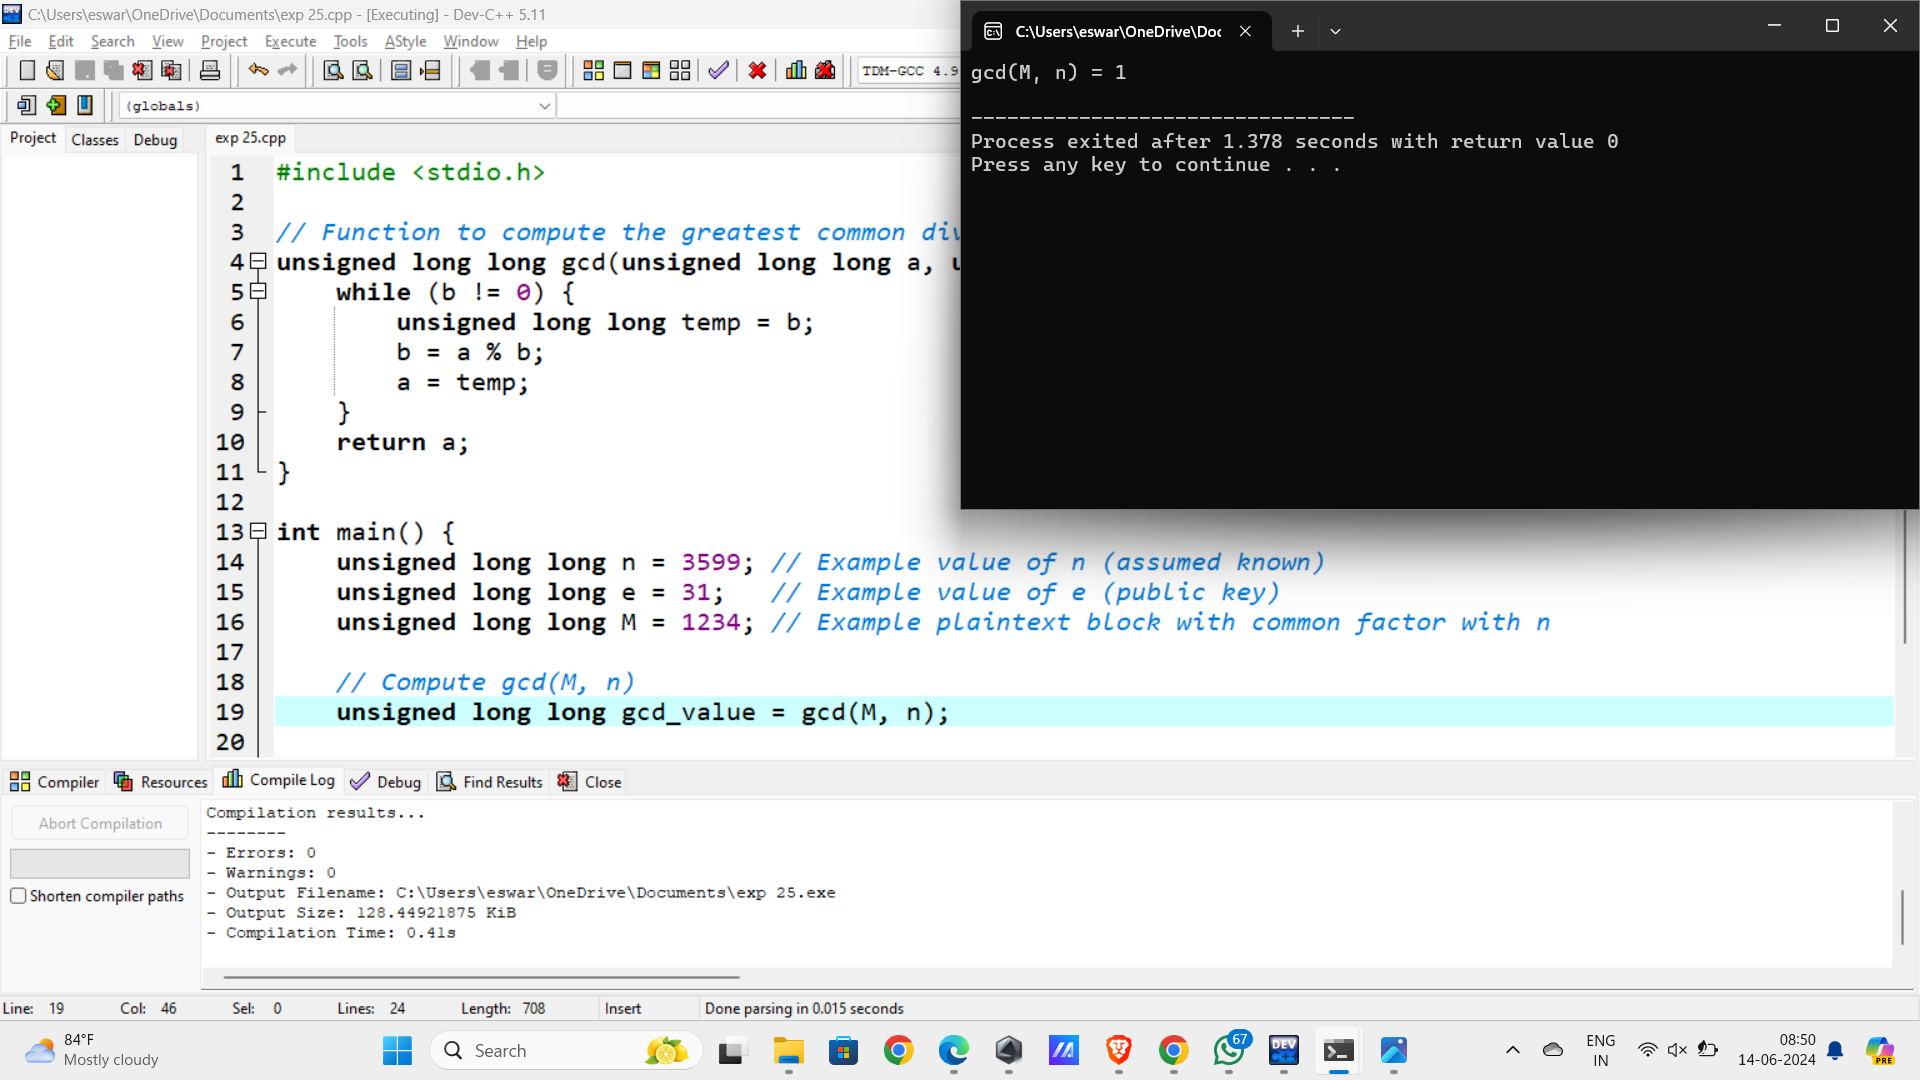 C:\Users\eswar\OneDrive\Documents\exp 25.cpp - [Executing] - Dev-C++ 5.11
File Edit Search View Project Execute Tools AStyle Window Help
TDM-GCC 4.9
(globals)
Project Classes Debug
exp 25.cpp
1 #include <stdio.h>
2
3 // Function to compute the greatest common
4 unsigned long long gcd(unsigned long long a,
5 while (b != 0) {
6 unsigned long long temp = b;
7 b = a % b;
8 a = temp;
9 }
10 return a;
11 }
12
13 int main() {
14 unsigned long long n = 3599; // Example value of n (assumed known)
15 unsigned long long e = 31; // Example value of e (public key)
16 unsigned long long M = 1234; // Example plaintext block with common factor with n
17
18 // Compute gcd(M, n)
19 unsigned long long gcd_value = gcd(M, n);
20
C:\Users\eswar\OneDrive\Doc
gcd(M, n) = 1
--------------------------------
Process exited after 1.378 seconds with return value 0
Press any key to continue . . .
Compiler Resources Compile Log Debug Find Results Close
Abort Compilation
Shorten compiler paths
Compilation results...
--------
- Errors: 0
- Warnings: 0
- Output Filename: C:\Users\eswar\OneDrive\Documents\exp 25.exe
- Output Size: 128.44921875 KiB
- Compilation Time: 0.41s
Line: 19 Col: 46 Sel: 0 Lines: 24 Length: 708 Insert Done parsing in 0.015 seconds
84°F
Mostly cloudy
Search
67
DEV
ENG
IN
08:50
14-06-2024
PRE